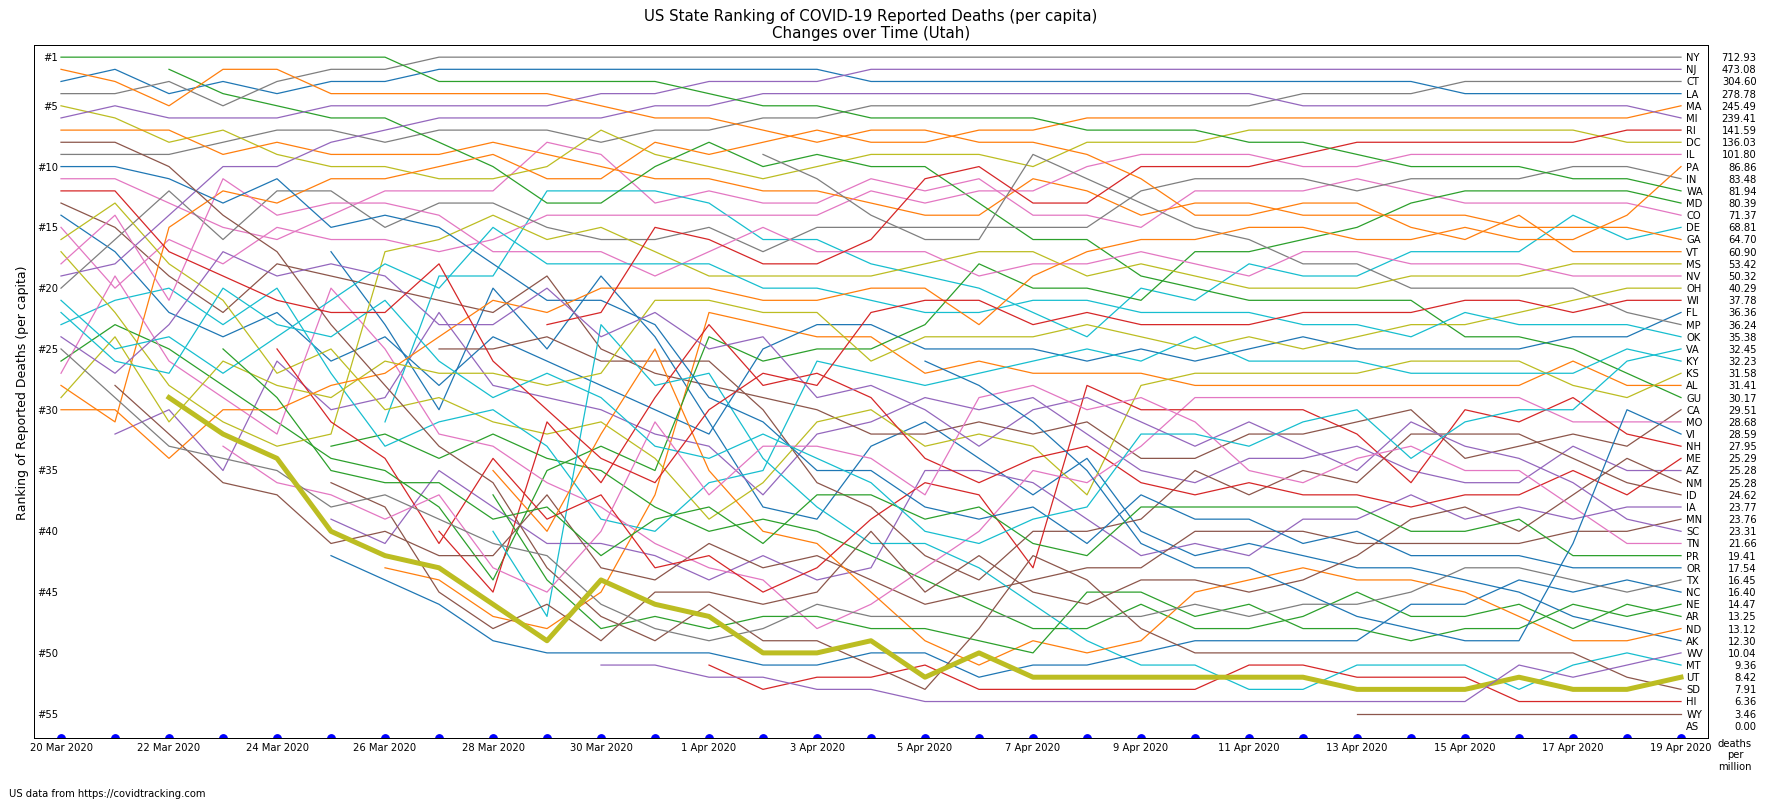 US State Ranking of COVID-19 Reported Deaths (per capita)
Changes over Time (Utah)
Ranking of Reported Deaths (per capita)
#1
#5
#10
#15
#20
#25
#30
#35
#40
#45
#50
#55
NY 712.93
NJ 473.08
CT 304.60
LA 278.78
MA 245.49
MI 239.41
RI 141.59
DC 136.03
IL 101.80
PA 86.86
IN 83.48
WA 81.94
MD 80.39
CO 71.37
DE 68.81
GA 64.70
VT 60.90
MS 53.42
NV 50.32
OH 40.29
WI 37.78
FL 36.36
MP 36.24
OK 35.38
VA 32.45
KY 32.23
KS 31.58
AL 31.41
GU 30.17
CA 29.51
MO 28.68
VI 28.59
NH 27.95
ME 25.29
AZ 25.28
NM 25.28
ID 24.62
IA 23.77
MN 23.76
SC 23.31
TN 21.66
PR 19.41
OR 17.54
TX 16.45
NC 16.40
NE 14.47
AR 13.25
ND 13.12
AK 12.30
WV 10.04
MT 9.36
UT 8.42
SD 7.91
HI 6.36
WY 3.46
AS 0.00
20 Mar 2020 22 Mar 2020 24 Mar 2020 26 Mar 2020 28 Mar 2020 30 Mar 2020 1 Apr 2020 3 Apr 2020 5 Apr 2020 7 Apr 2020 9 Apr 2020 11 Apr 2020 13 Apr 2020 15 Apr 2020 17 Apr 2020 19 Apr 2020
deaths
per
million
US data from https://covidtracking.com